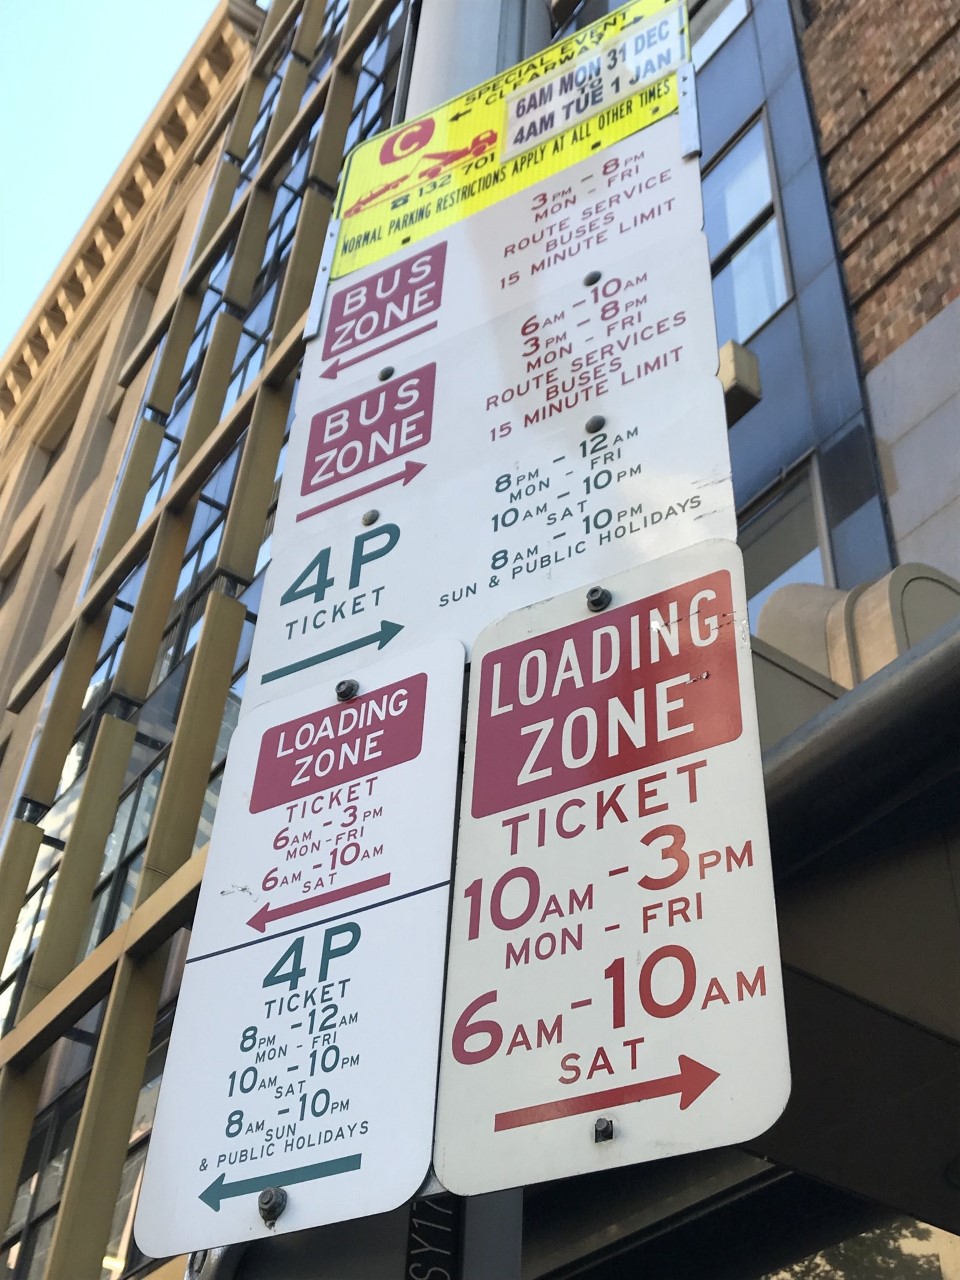 SPECIAL EVENT
CLEARWAY
6AM MON 31 DEC
TO
4AM TUE 1 JAN
C
☎ 132 701
NORMAL PARKING RESTRICTIONS APPLY AT ALL OTHER TIMES
BUS
ZONE
3PM - 8PM
MON - FRI
ROUTE SERVICE
BUSES
15 MINUTE LIMIT
BUS
ZONE
6AM - 10AM
3PM - 8PM
MON - FRI
ROUTE SERVICES
BUSES
15 MINUTE LIMIT
4P
TICKET
8PM - 12AM
MON - FRI
10AM - 10PM
SAT
8AM - 10PM
SUN & PUBLIC HOLIDAYS
LOADING
ZONE
TICKET
6AM - 3PM
MON-FRI
6AM - 10AM
SAT
4P
TICKET
8PM - 12AM
MON - FRI
10AM - 10PM
SAT
8AM - 10PM
SUN
& PUBLIC HOLIDAYS
LOADING
ZONE
TICKET
10AM - 3PM
MON - FRI
6AM - 10AM
SAT
SY17